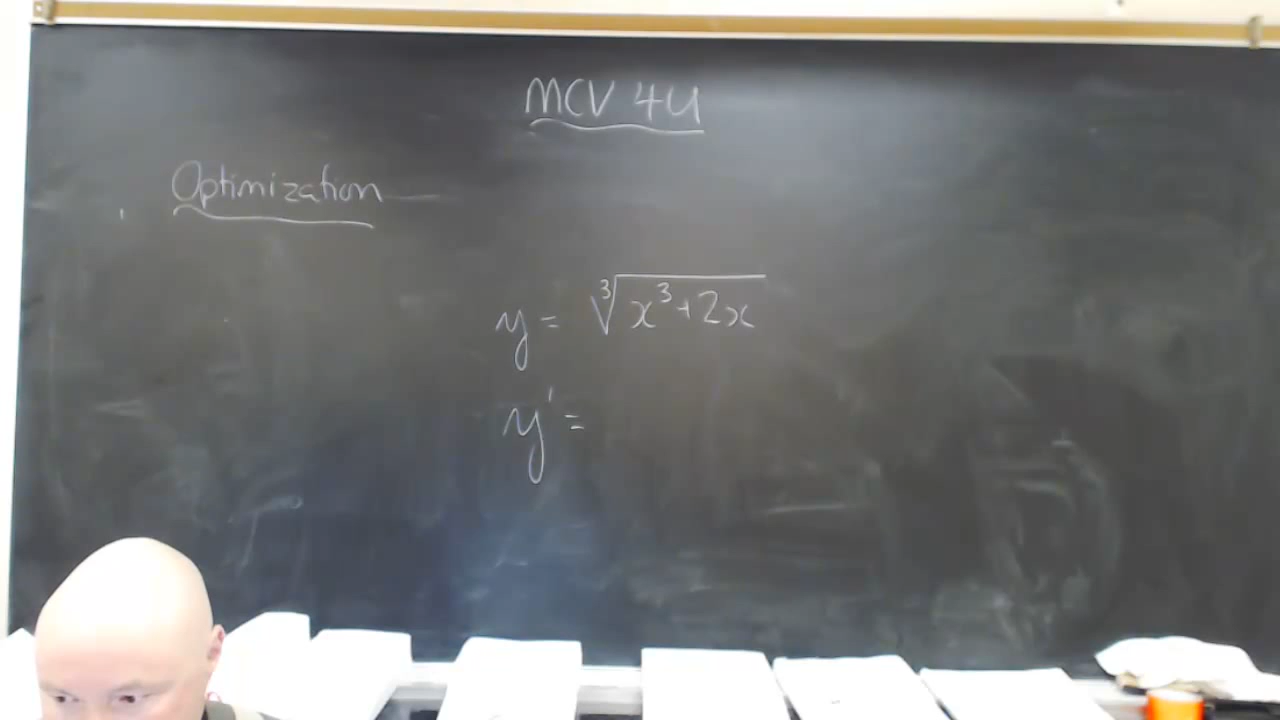 MCV 4U
Optimization
y = ∛(x³+2x)
y' =